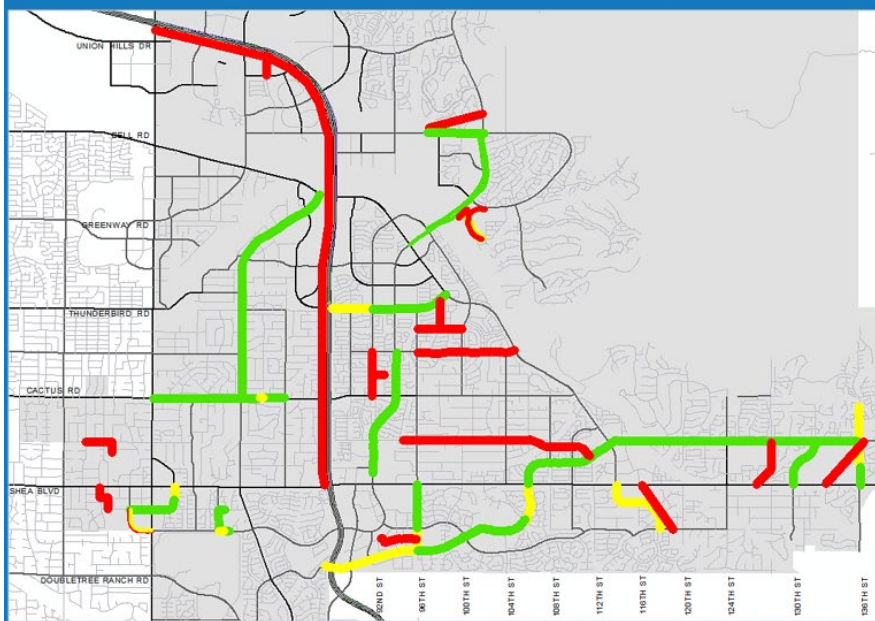 UNION HILLS DR
BELL RD
GREENWAY RD
THUNDERBIRD RD
CACTUS RD
SHEA BLVD
DOUBLETREE RANCH RD
92ND ST
96TH ST
100TH ST
104TH ST
108TH ST
112TH ST
116TH ST
120TH ST
124TH ST
130TH ST
136TH ST